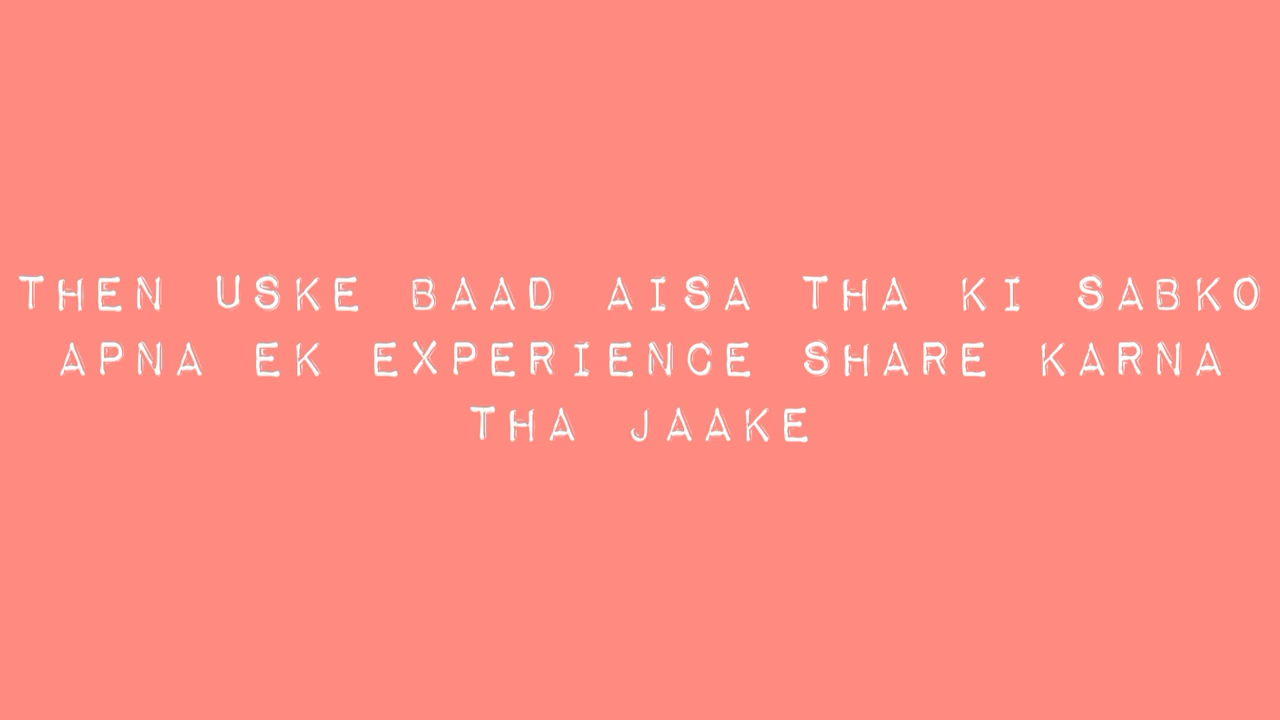 THEN USKE BAAD AISA THA KI SABKO
APNA EK EXPERIENCE SHARE KARNA
THA JAAKE